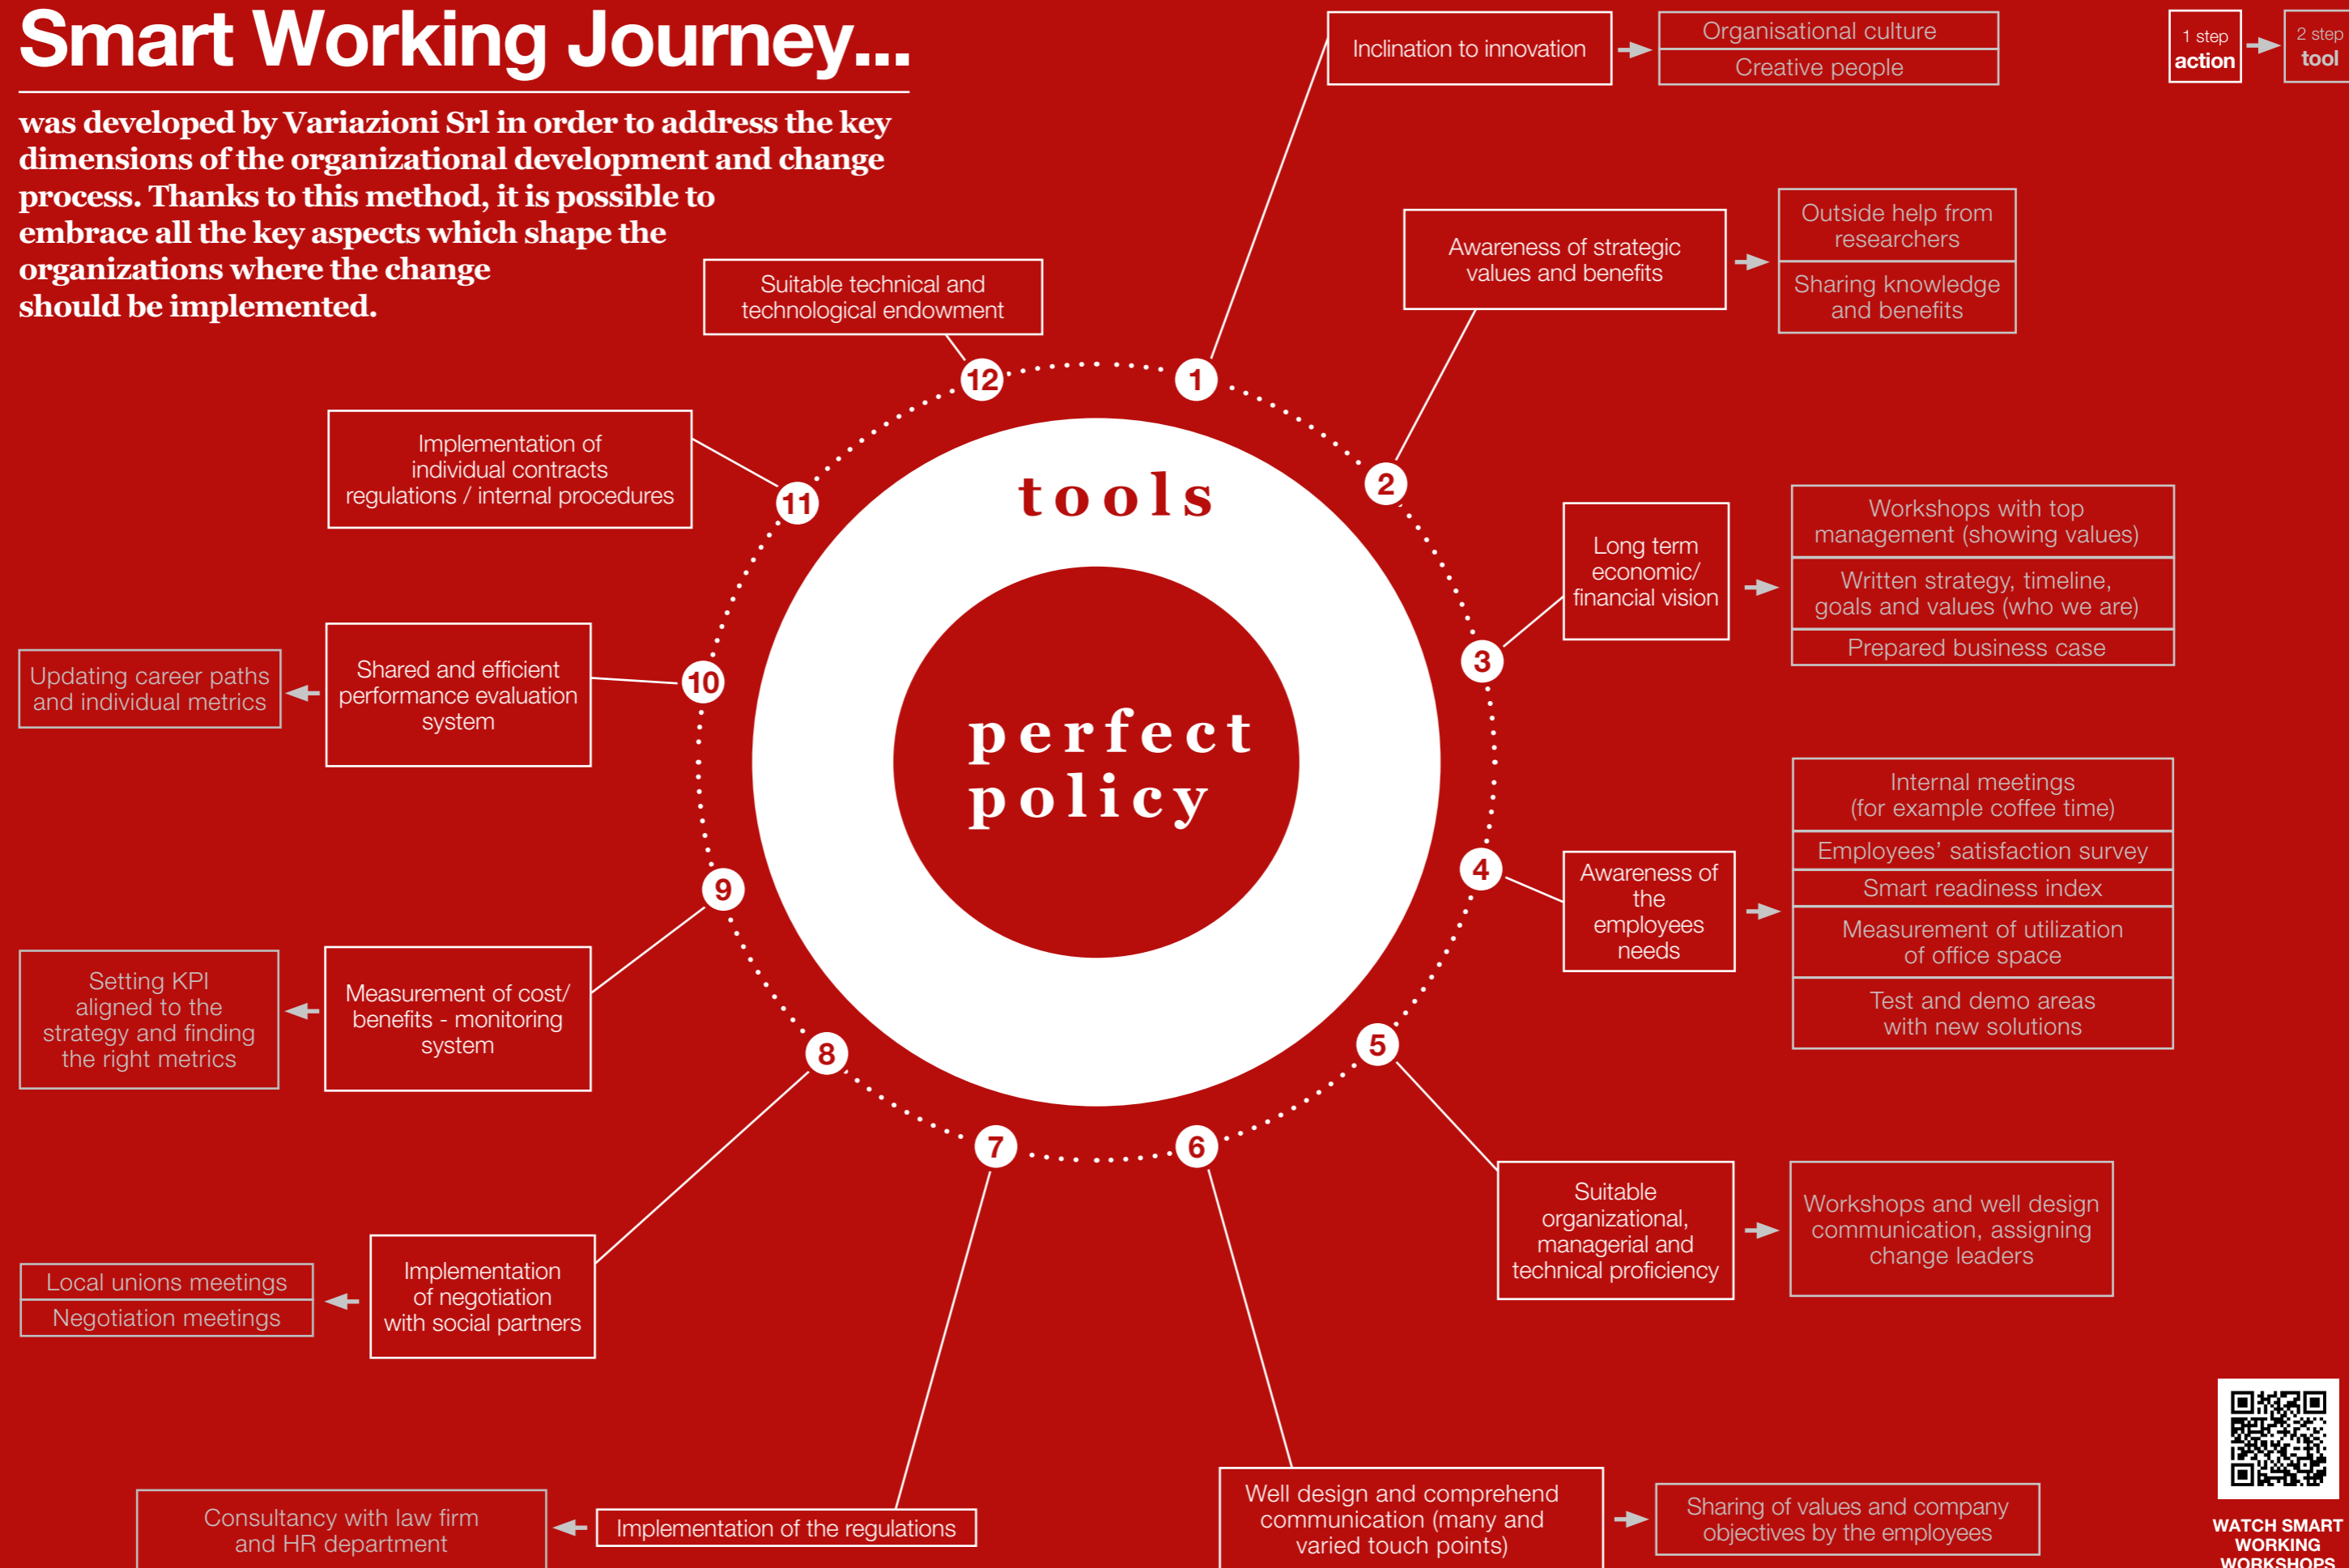 Smart Working Journey...
was developed by Variazioni Srl in order to address the key
dimensions of the organizational development and change
process. Thanks to this method, it is possible to
embrace all the key aspects which shape the
organizations where the change
should be implemented.
1 step
action
2 step
tool
tools
perfect
policy
1
Inclination to innovation
Organisational culture
Creative people
2
Awareness of strategic
values and benefits
Outside help from
researchers
Sharing knowledge
and benefits
3
Long term
economic/
financial vision
Workshops with top
management (showing values)
Written strategy, timeline,
goals and values (who we are)
Prepared business case
4
Awareness of
the
employees
needs
Internal meetings
(for example coffee time)
Employees’ satisfaction survey
Smart readiness index
Measurement of utilization
of office space
Test and demo areas
with new solutions
5
Suitable
organizational,
managerial and
technical proficiency
Workshops and well design
communication, assigning
change leaders
6
Well design and comprehend
communication (many and
varied touch points)
Sharing of values and company
objectives by the employees
7
Implementation of the regulations
Consultancy with law firm
and HR department
8
Implementation
of negotiation
with social partners
Local unions meetings
Negotiation meetings
9
Measurement of cost/
benefits - monitoring
system
Setting KPI
aligned to the
strategy and finding
the right metrics
10
Shared and efficient
performance evaluation
system
Updating career paths
and individual metrics
11
Implementation of
individual contracts
regulations / internal procedures
12
Suitable technical and
technological endowment
WATCH SMART
WORKING
WORKSHOPS